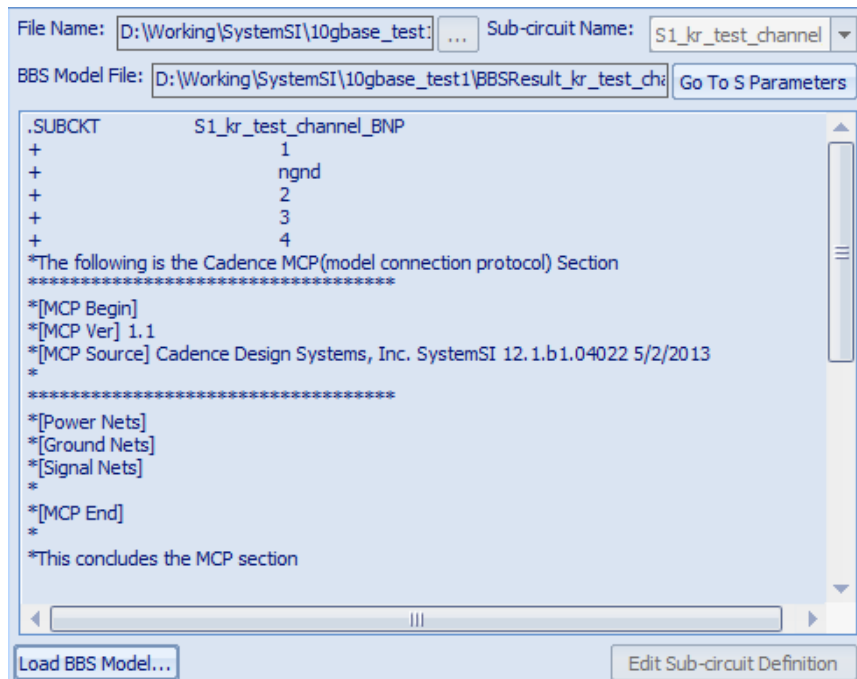 File Name: D:\Working\SystemSI\10gbase_test1 ... Sub-circuit Name: S1_kr_test_channel
BBS Model File: D:\Working\SystemSI\10gbase_test1\BBSResult_kr_test_cha Go To S Parameters
.SUBCKT S1_kr_test_channel_BNP
+ 1
+ ngnd
+ 2
+ 3
+ 4
*The following is the Cadence MCP(model connection protocol) Section
***********************************
*[MCP Begin]
*[MCP Ver] 1.1
*[MCP Source] Cadence Design Systems, Inc. SystemSI 12.1.b1.04022 5/2/2013
*
***********************************
*[Power Nets]
*[Ground Nets]
*[Signal Nets]
*
*[MCP End]
*
*This concludes the MCP section
Load BBS Model... Edit Sub-circuit Definition